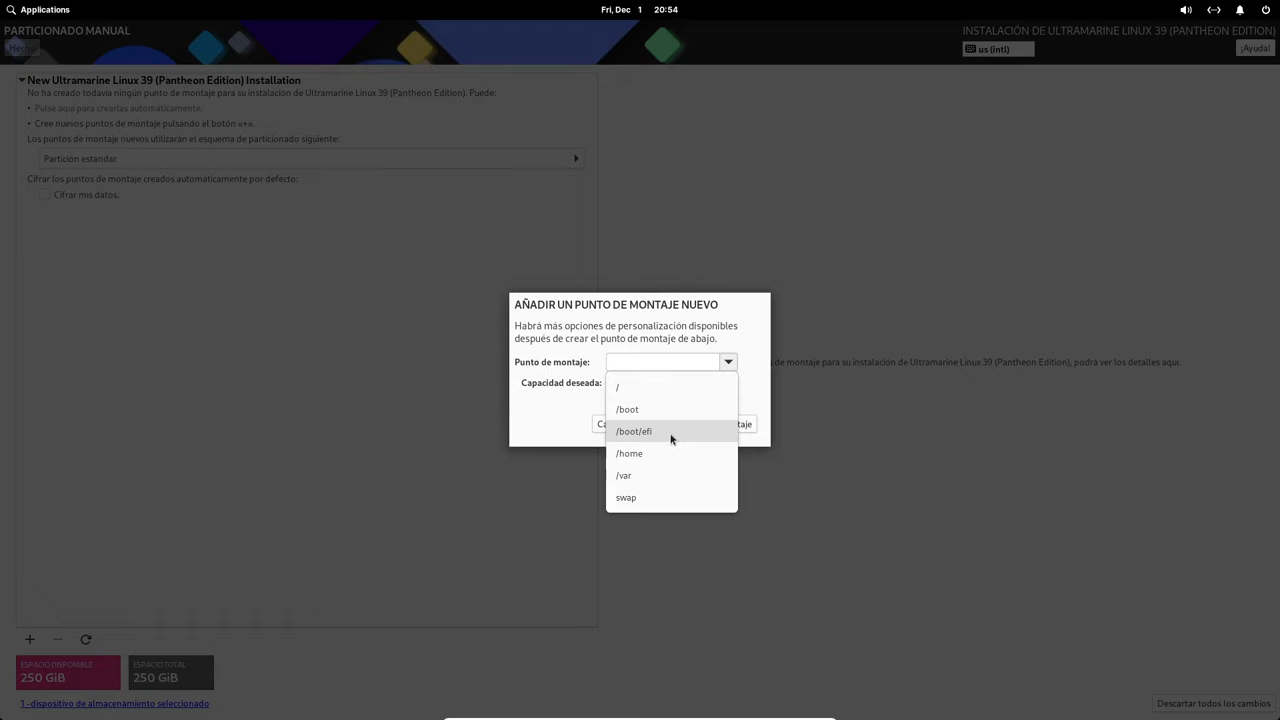 Applications
Fri, Dec 1 20:54
PARTICIONADO MANUAL
INSTALACIÓN DE ULTRAMARINE LINUX 39 (PANTHEON EDITION)
Hecho
us (intl)
¡Ayuda!
New Ultramarine Linux 39 (Pantheon Edition) Installation
No ha creado todavía ningún punto de montaje para su instalación de Ultramarine Linux 39 (Pantheon Edition). Puede:
• Pulse aquí para crearlas automáticamente.
• Cree nuevos puntos de montaje pulsando el botón «+».
Los puntos de montaje nuevos utilizarán el esquema de particionado siguiente:
Partición estándar
Cifrar los puntos de montaje creados automáticamente por defecto:
Cifrar mis datos.
AÑADIR UN PUNTO DE MONTAJE NUEVO
Habrá más opciones de personalización disponibles
después de crear el punto de montaje de abajo.
Punto de montaje:
de montaje para su instalación de Ultramarine Linux 39 (Pantheon Edition), podra ver los detalles aqui.
Capacidad deseada:
/
/boot
Ca
taje
/boot/efi
/home
/var
swap
+ −
ESPACIO DISPONIBLE
250 GiB
ESPACIO TOTAL
250 GiB
1 -dispositivo de almacenamiento seleccionado
Descartar todos los cambios